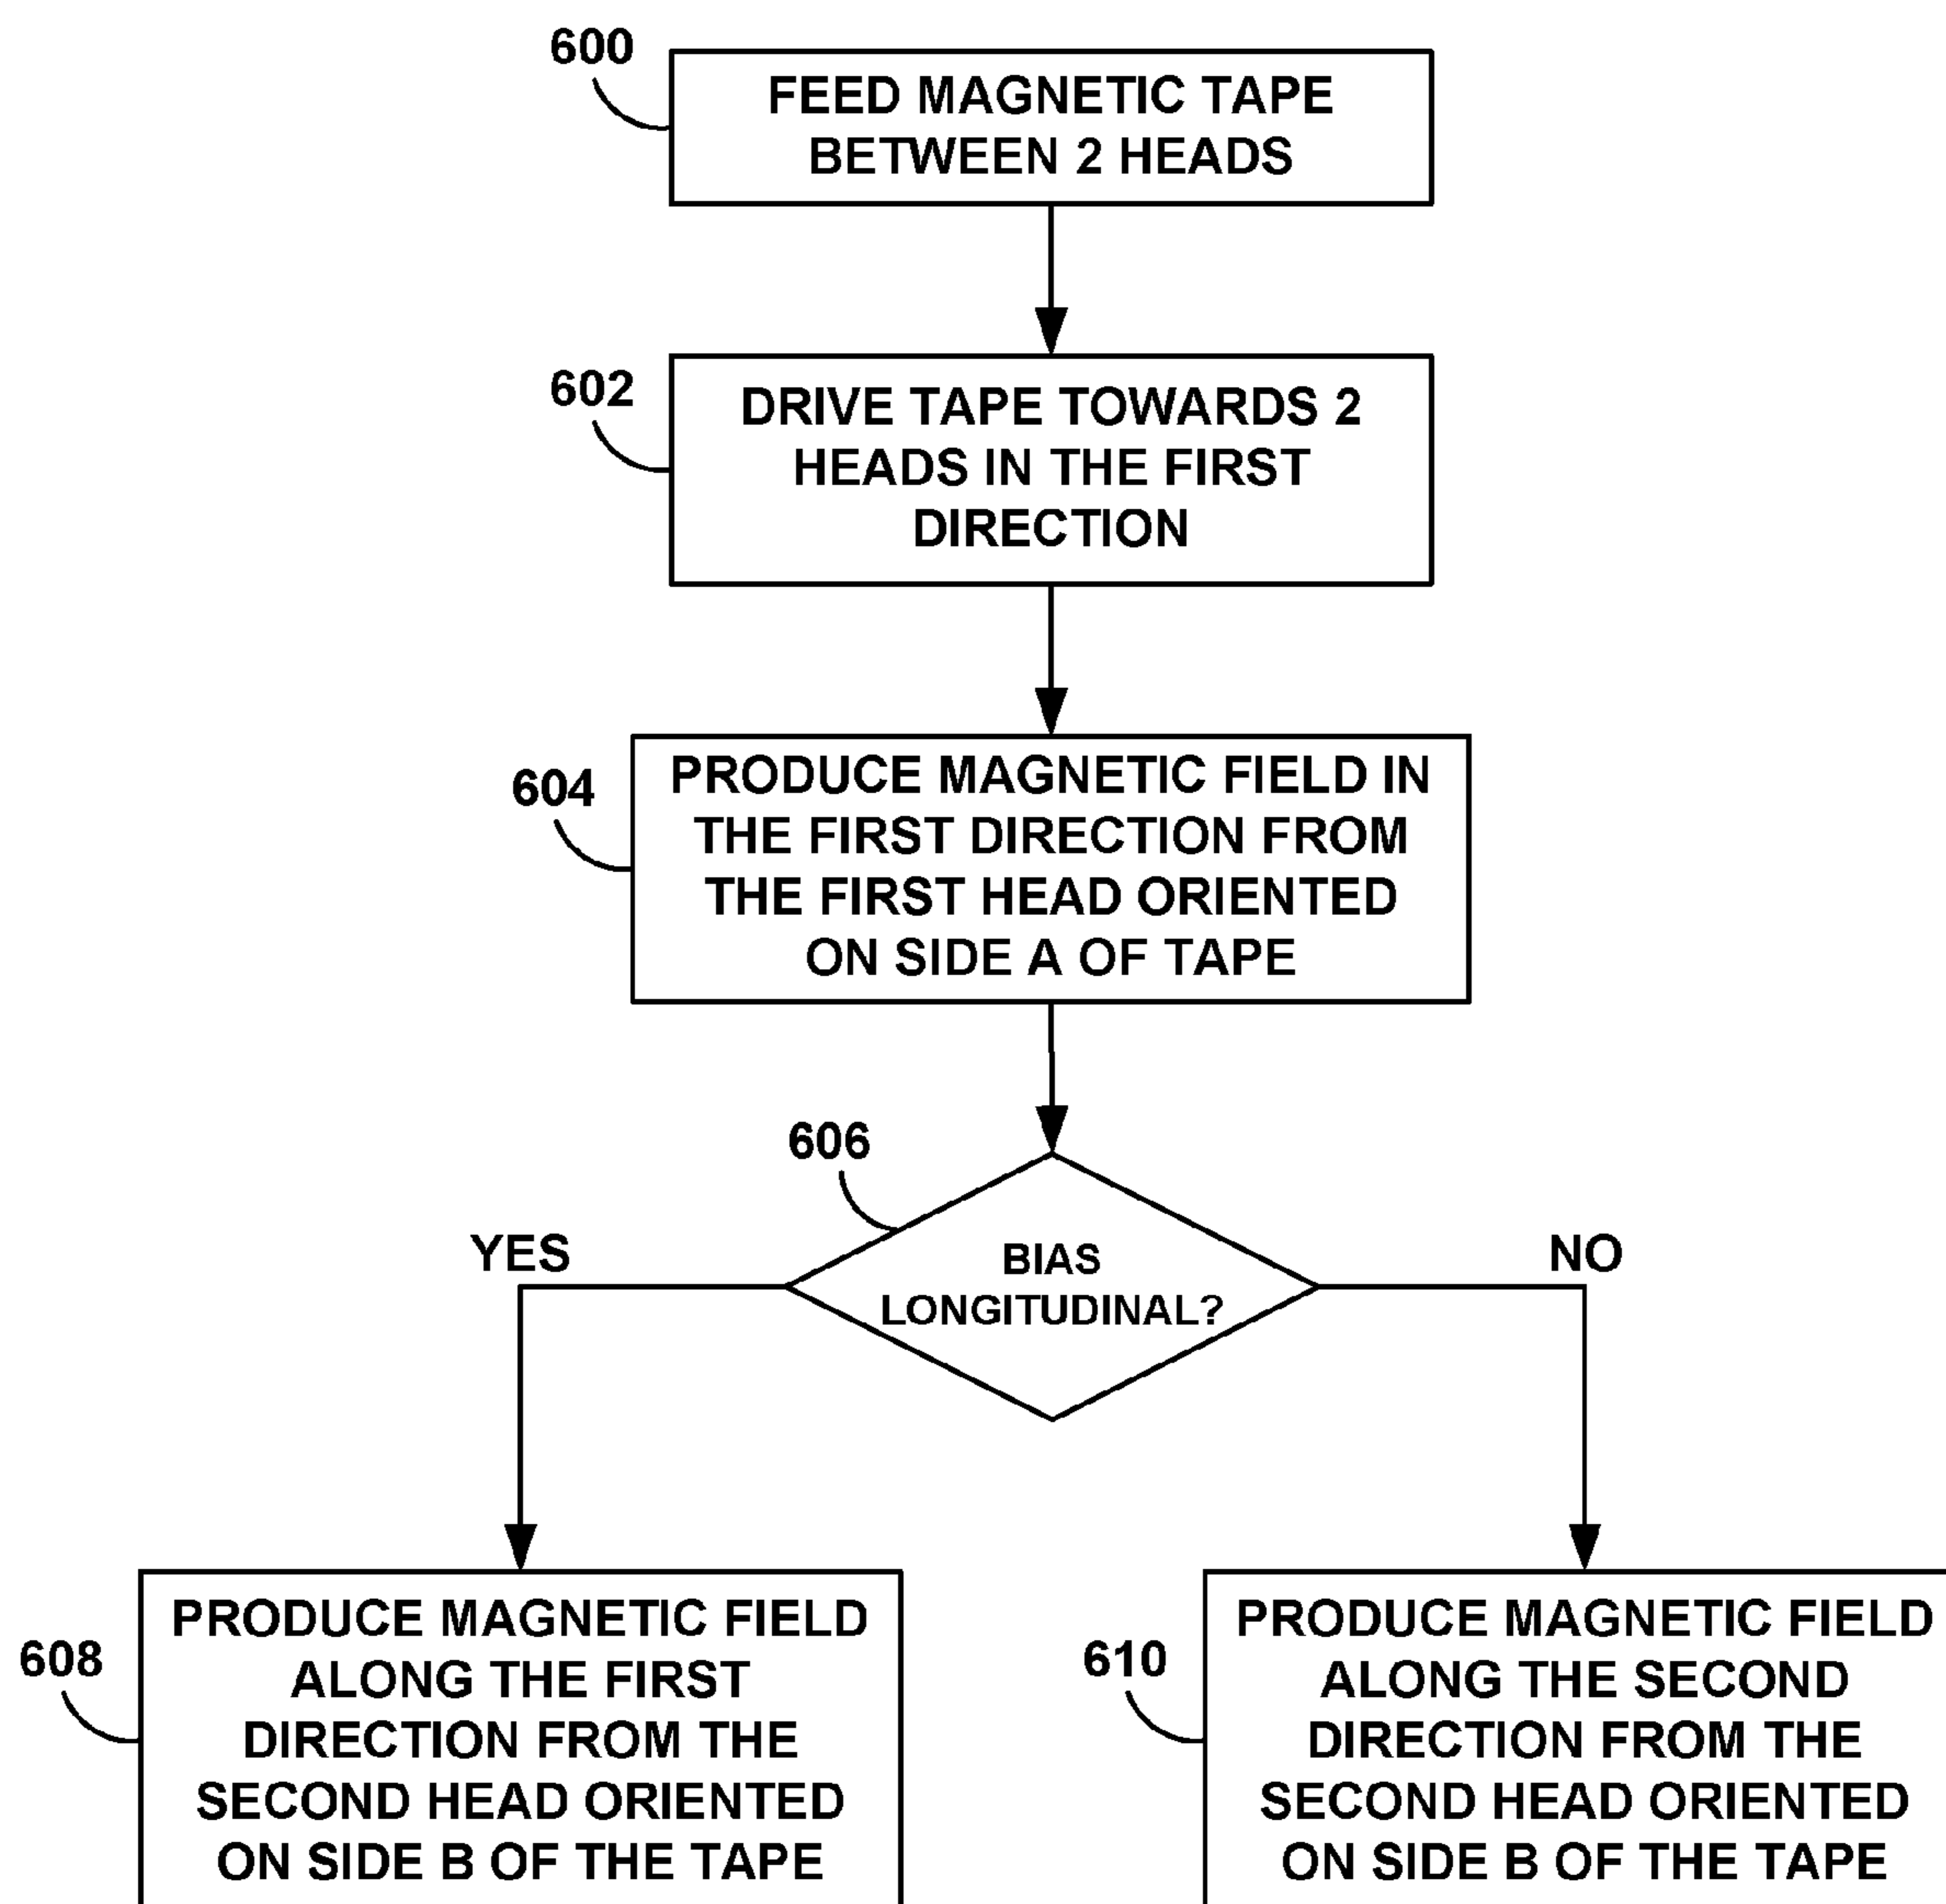 600
FEED MAGNETIC TAPE
BETWEEN 2 HEADS
602
DRIVE TAPE TOWARDS 2
HEADS IN THE FIRST
DIRECTION
604
PRODUCE MAGNETIC FIELD IN
THE FIRST DIRECTION FROM
THE FIRST HEAD ORIENTED
ON SIDE A OF TAPE
606
BIAS
LONGITUDINAL?
YES
NO
608
PRODUCE MAGNETIC FIELD
ALONG THE FIRST
DIRECTION FROM THE
SECOND HEAD ORIENTED
ON SIDE B OF THE TAPE
610
PRODUCE MAGNETIC FIELD
ALONG THE SECOND
DIRECTION FROM THE
SECOND HEAD ORIENTED
ON SIDE B OF THE TAPE